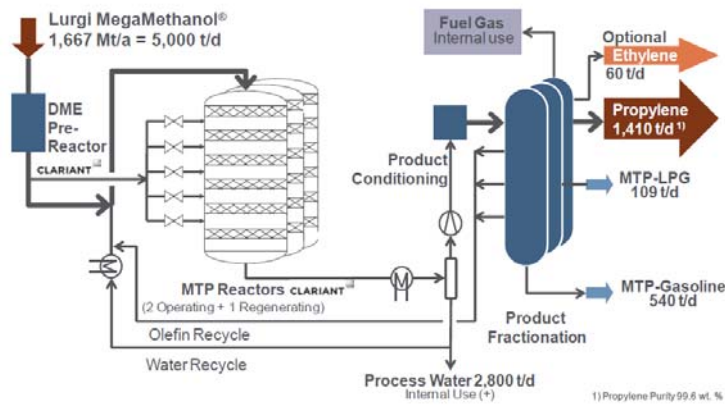 Lurgi MegaMethanol®
1,667 Mt/a = 5,000 t/d
DME
Pre-
Reactor
CLARIANT
Fuel Gas
Internal use
Optional
Ethylene
60 t/d
Propylene
1,410 t/d 1)
Product
Conditioning
MTP-LPG
109 t/d
MTP Reactors CLARIANT
(2 Operating + 1 Regenerating)
MTP-Gasoline
540 t/d
Olefin Recycle
Product
Fractionation
Water Recycle
Process Water 2,800 t/d
Internal Use (+)
1) Propylene Purity 99.6 wt. %